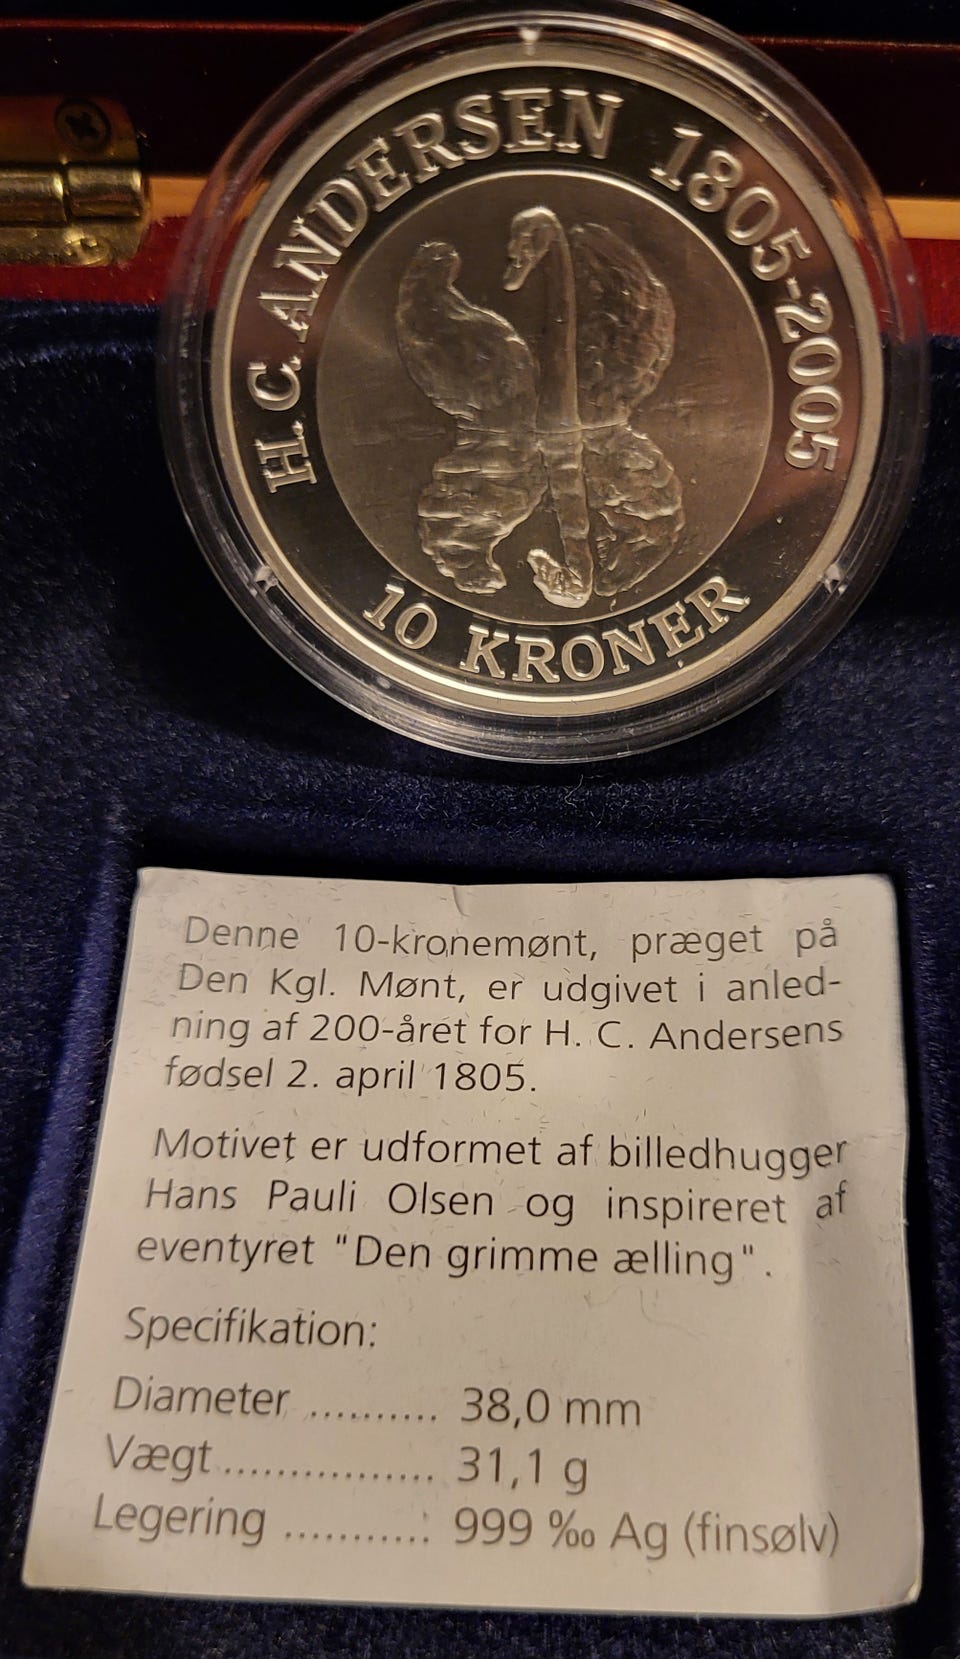 H. C. ANDERSEN 1805-2005
10 KRONER
Denne 10-kronemønt, præget på
Den Kgl. Mønt, er udgivet i anled-
ning af 200-året for H. C. Andersens
fødsel 2. april 1805.
Motivet er udformet af billedhugger
Hans Pauli Olsen og inspireret af
eventyret "Den grimme ælling".
Specifikation:
Diameter .......... 38,0 mm
Vægt................ 31,1 g
Legering ...........: 999 ‰ Ag (finsølv)